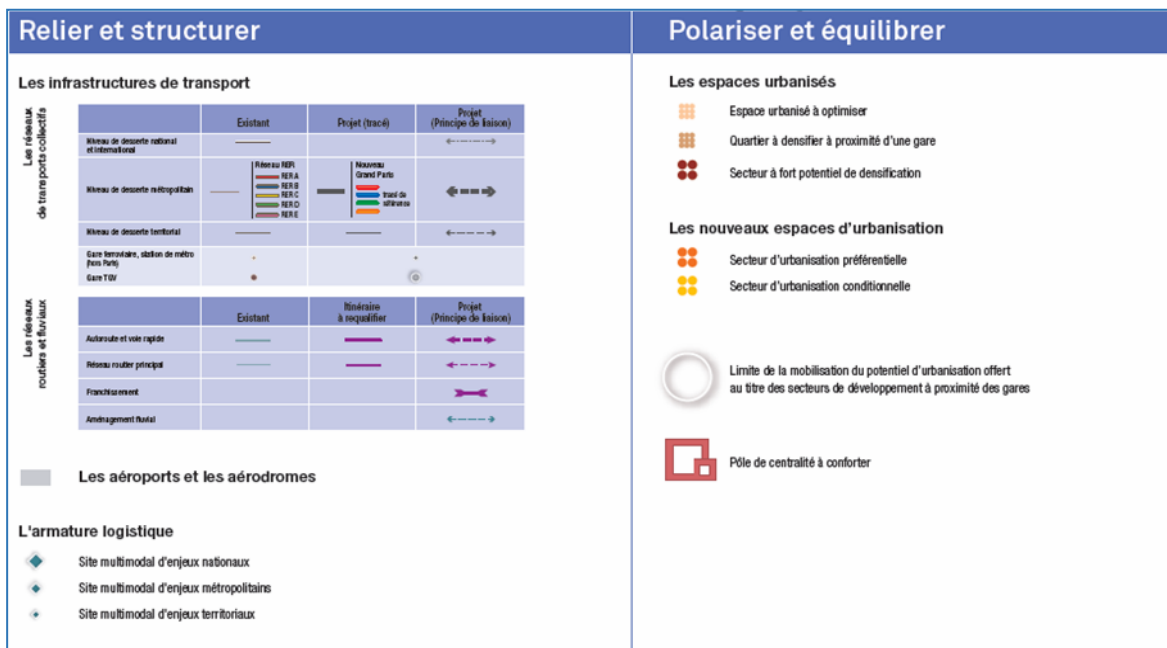 Relier et structurer
Les infrastructures de transport
Les réseaux
de transports collectifs
Existant
Projet (tracé)
Projet
(Principe de liaison)
Niveau de desserte national
et international
Niveau de desserte métropolitain
Réseau RER
RER A
RER B
RER C
RER D
RER E
Nouveau
Grand Paris
tracé de
référence
Niveau de desserte territorial
Gare ferroviaire, station de métro
(hors Paris)
Gare TGV
Les réseaux
routiers et fluviaux
Existant
Itinéraire
à requalifier
Projet
(Principe de liaison)
Autoroute et voie rapide
Réseau routier principal
Franchissement
Aménagement fluvial
Les aéroports et les aérodromes
L'armature logistique
Site multimodal d'enjeux nationaux
Site multimodal d'enjeux métropolitains
Site multimodal d'enjeux territoriaux
Polariser et équilibrer
Les espaces urbanisés
Espace urbanisé à optimiser
Quartier à densifier à proximité d'une gare
Secteur à fort potentiel de densification
Les nouveaux espaces d'urbanisation
Secteur d'urbanisation préférentielle
Secteur d'urbanisation conditionnelle
Limite de la mobilisation du potentiel d'urbanisation offert
au titre des secteurs de développement à proximité des gares
Pôle de centralité à conforter